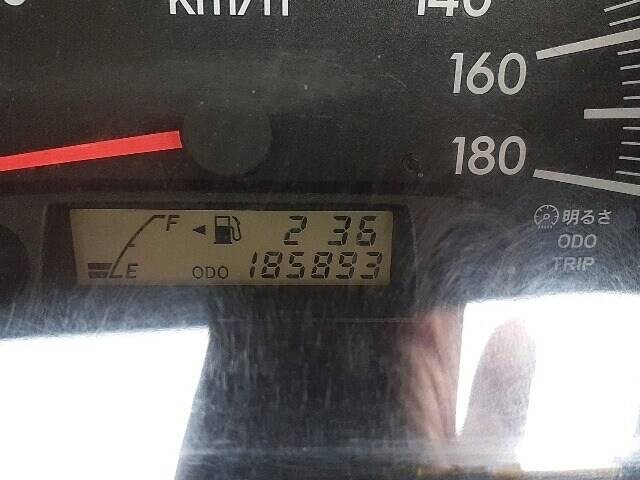 km/h
140
160
180
F
2 36
E
ODO 185893
明るさ
ODO
TRIP